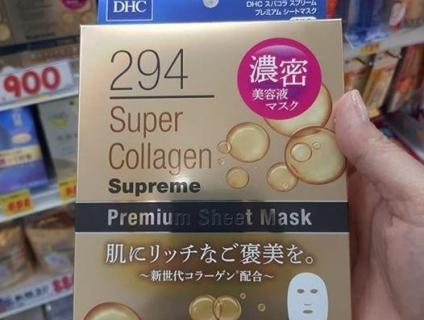 DHC
DHC スパコラ スプリーム
プレミアム シートマスク
900
294
濃密
美容液
マスク
Super
Collagen
Supreme
Premium Sheet Mask
肌にリッチなご褒美を。
～新世代コラーゲン*配合～